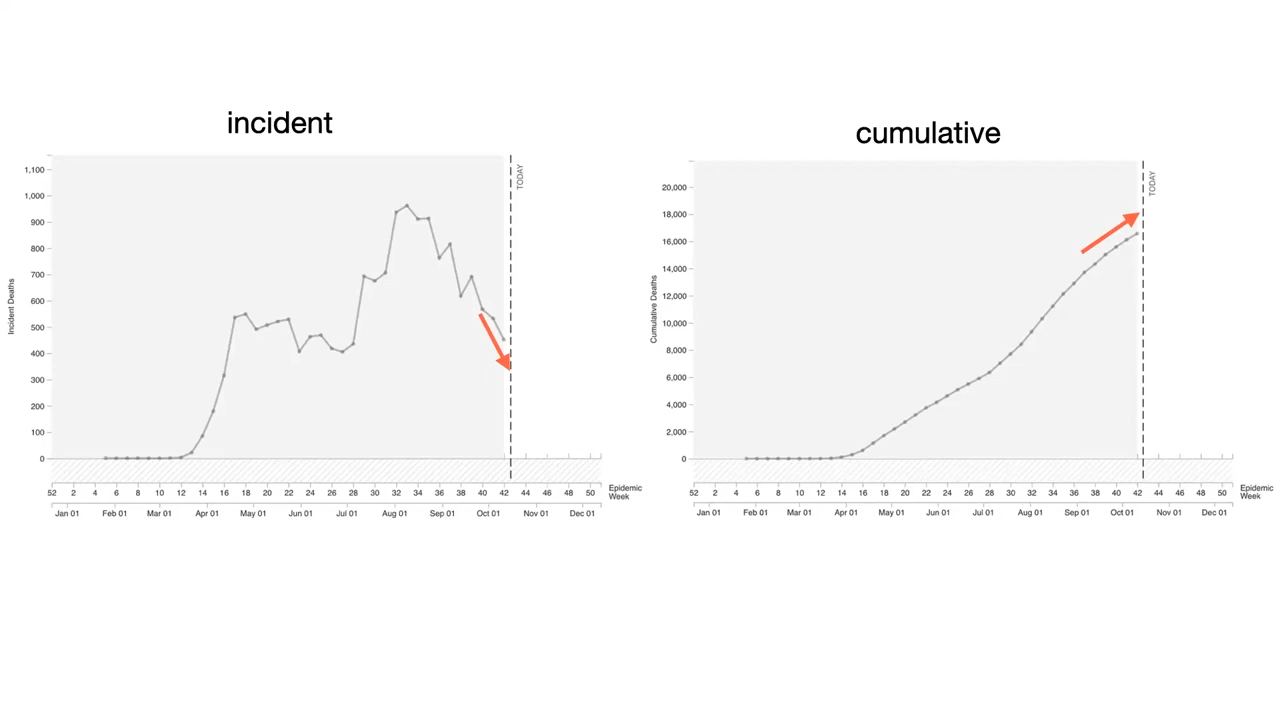 incident
1,100
1,000
900
800
700
600
500
400
300
200
100
0
Incident Deaths
TODAY
52 2 4 6 8 10 12 14 16 18 20 22 24 26 28 30 32 34 36 38 40 42 44 46 48 50
Epidemic
Week
Jan 01 Feb 01 Mar 01 Apr 01 May 01 Jun 01 Jul 01 Aug 01 Sep 01 Oct 01 Nov 01 Dec 01
cumulative
20,000
18,000
16,000
14,000
12,000
10,000
8,000
6,000
4,000
2,000
0
Cumulative Deaths
TODAY
52 2 4 6 8 10 12 14 16 18 20 22 24 26 28 30 32 34 36 38 40 42 44 46 48 50
Epidemic
Week
Jan 01 Feb 01 Mar 01 Apr 01 May 01 Jun 01 Jul 01 Aug 01 Sep 01 Oct 01 Nov 01 Dec 01